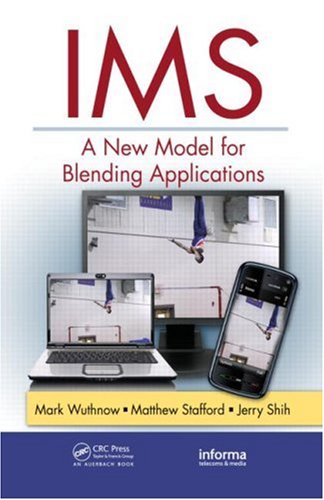 IMS
A New Model for
Blending Applications
Mark Wuthnow ▪ Matthew Stafford ▪ Jerry Shih
CRC
CRC Press
Taylor & Francis Group
AN AUERBACH BOOK
informa
telecoms & media